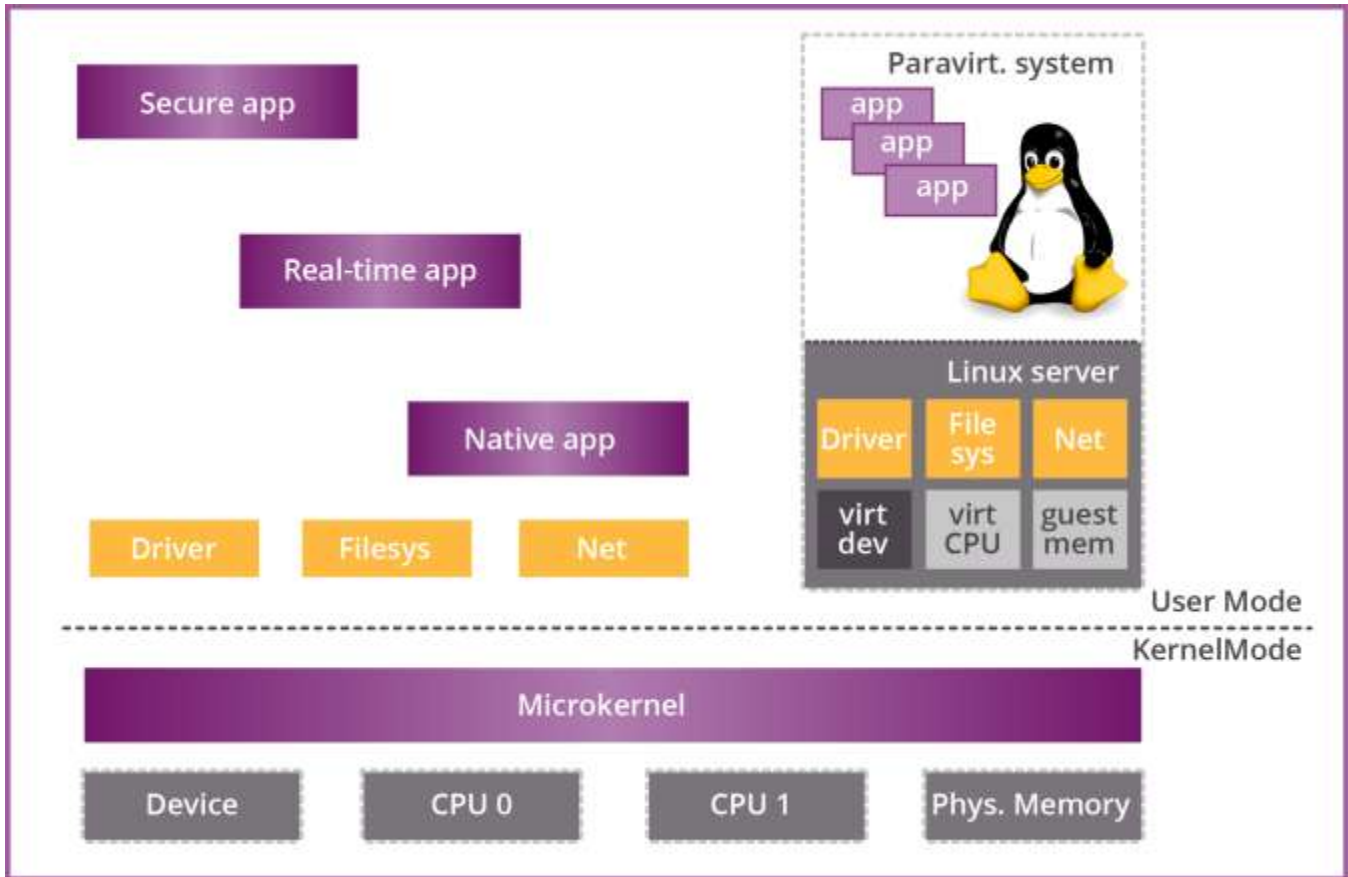 Paravirt. system
Secure app
app
app
app
Real-time app
Linux server
Native app
Driver
File
sys
Net
virt
dev
virt
CPU
guest
mem
Driver
Filesys
Net
User Mode
KernelMode
Microkernel
Device
CPU 0
CPU 1
Phys. Memory